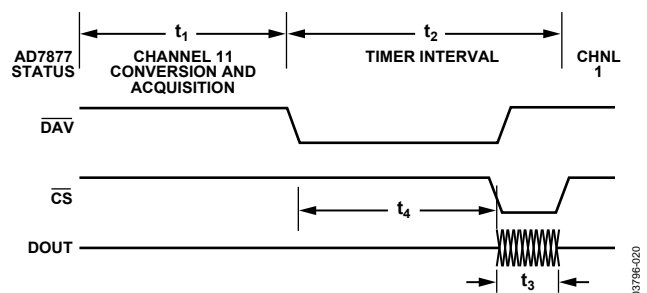 t1
t2
AD7877
STATUS
CHANNEL 11
CONVERSION AND
ACQUISITION
TIMER INTERVAL
CHNL
1
DAV
CS
t4
DOUT
t3
03796-020